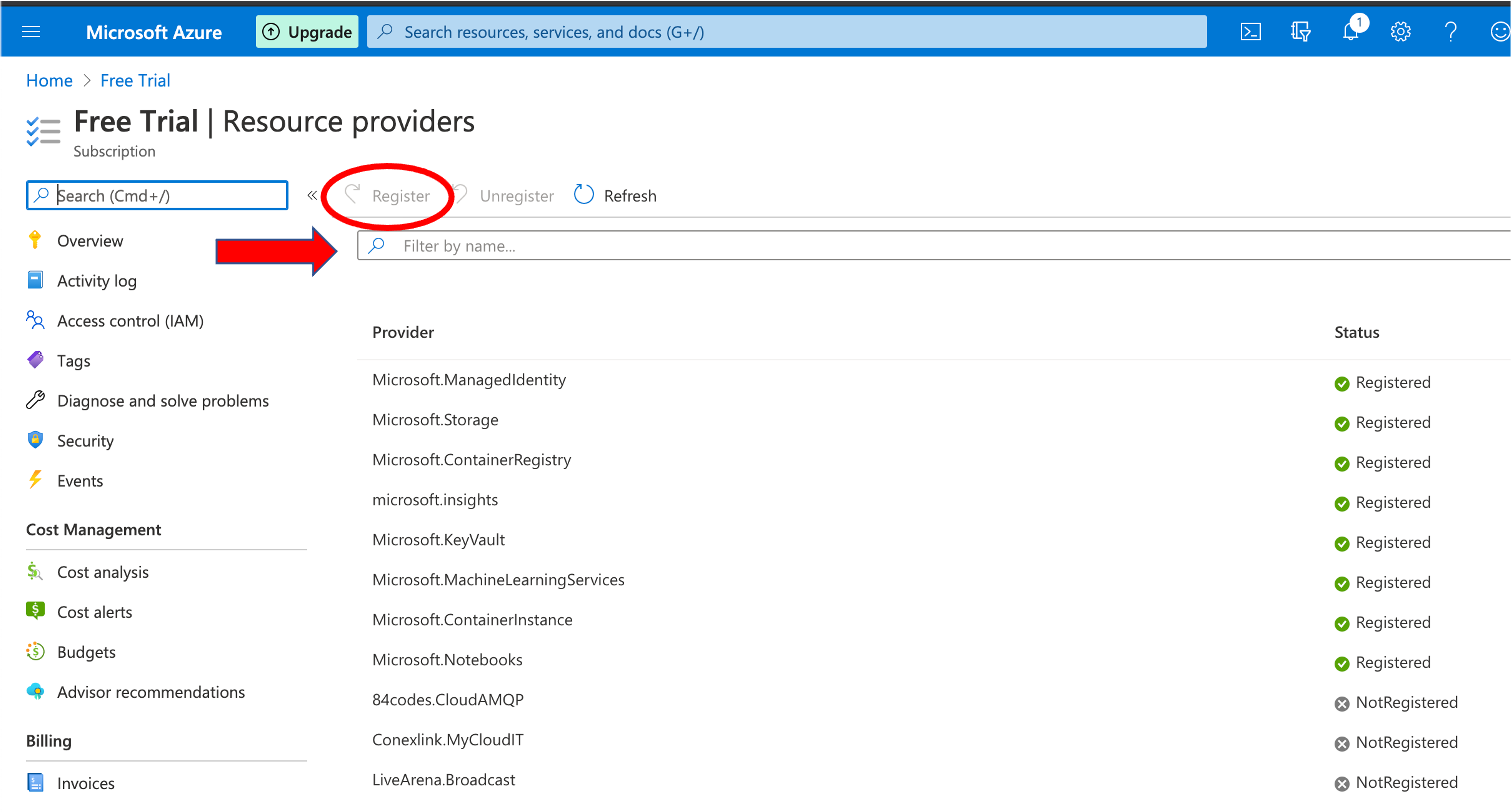 Microsoft Azure
Upgrade
Search resources, services, and docs (G+/)
1
Home > Free Trial
Free Trial | Resource providers
Subscription
Search (Cmd+/)
«
Register
Unregister
Refresh
Filter by name...
Overview
Activity log
Access control (IAM)
Tags
Diagnose and solve problems
Security
Events
Cost Management
Cost analysis
Cost alerts
Budgets
Advisor recommendations
Billing
Invoices
Provider Status
Microsoft.ManagedIdentity Registered
Microsoft.Storage Registered
Microsoft.ContainerRegistry Registered
microsoft.insights Registered
Microsoft.KeyVault Registered
Microsoft.MachineLearningServices Registered
Microsoft.ContainerInstance Registered
Microsoft.Notebooks Registered
84codes.CloudAMQP NotRegistered
Conexlink.MyCloudIT NotRegistered
LiveArena.Broadcast NotRegistered